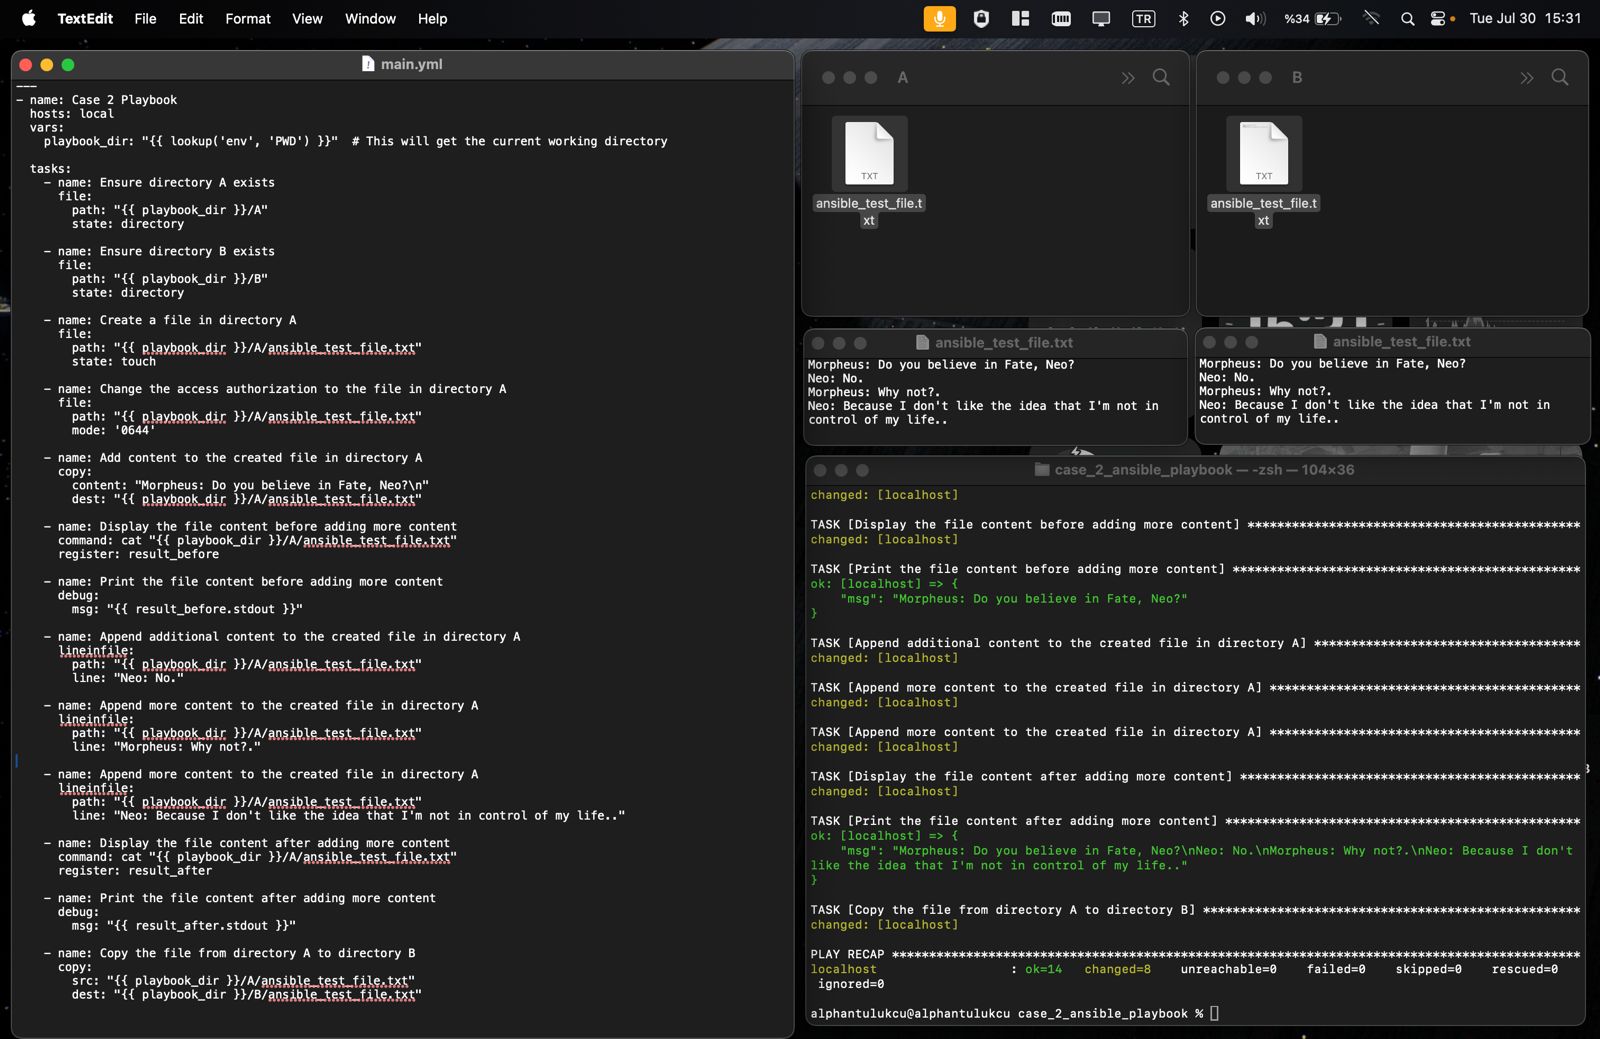 TextEdit File Edit Format View Window Help
TR %34 Tue Jul 30 15:31
main.yml
---
- name: Case 2 Playbook
hosts: local
vars:
playbook_dir: "{{ lookup('env', 'PWD') }}" # This will get the current working directory
tasks:
- name: Ensure directory A exists
file:
path: "{{ playbook_dir }}/A"
state: directory
- name: Ensure directory B exists
file:
path: "{{ playbook_dir }}/B"
state: directory
- name: Create a file in directory A
file:
path: "{{ playbook_dir }}/A/ansible_test_file.txt"
state: touch
- name: Change the access authorization to the file in directory A
file:
path: "{{ playbook_dir }}/A/ansible_test_file.txt"
mode: '0644'
- name: Add content to the created file in directory A
copy:
content: "Morpheus: Do you believe in Fate, Neo?\n"
dest: "{{ playbook_dir }}/A/ansible_test_file.txt"
- name: Display the file content before adding more content
command: cat "{{ playbook_dir }}/A/ansible_test_file.txt"
register: result_before
- name: Print the file content before adding more content
debug:
msg: "{{ result_before.stdout }}"
- name: Append additional content to the created file in directory A
lineinfile:
path: "{{ playbook_dir }}/A/ansible_test_file.txt"
line: "Neo: No."
- name: Append more content to the created file in directory A
lineinfile:
path: "{{ playbook_dir }}/A/ansible_test_file.txt"
line: "Morpheus: Why not?."
- name: Append more content to the created file in directory A
lineinfile:
path: "{{ playbook_dir }}/A/ansible_test_file.txt"
line: "Neo: Because I don't like the idea that I'm not in control of my life.."
- name: Display the file content after adding more content
command: cat "{{ playbook_dir }}/A/ansible_test_file.txt"
register: result_after
- name: Print the file content after adding more content
debug:
msg: "{{ result_after.stdout }}"
- name: Copy the file from directory A to directory B
copy:
src: "{{ playbook_dir }}/A/ansible_test_file.txt"
dest: "{{ playbook_dir }}/B/ansible_test_file.txt"
A
TXT
ansible_test_file.t
xt
B
TXT
ansible_test_file.t
xt
ansible_test_file.txt
Morpheus: Do you believe in Fate, Neo?
Neo: No.
Morpheus: Why not?.
Neo: Because I don't like the idea that I'm not in
control of my life..
ansible_test_file.txt
Morpheus: Do you believe in Fate, Neo?
Neo: No.
Morpheus: Why not?.
Neo: Because I don't like the idea that I'm not in
control of my life..
case_2_ansible_playbook — -zsh — 104×36
changed: [localhost]
TASK [Display the file content before adding more content] *********************************************
changed: [localhost]
TASK [Print the file content before adding more content] ***********************************************
ok: [localhost] => {
"msg": "Morpheus: Do you believe in Fate, Neo?"
}
TASK [Append additional content to the created file in directory A] ************************************
changed: [localhost]
TASK [Append more content to the created file in directory A] ******************************************
changed: [localhost]
TASK [Append more content to the created file in directory A] ******************************************
changed: [localhost]
TASK [Display the file content after adding more content] **********************************************
changed: [localhost]
TASK [Print the file content after adding more content] ************************************************
ok: [localhost] => {
"msg": "Morpheus: Do you believe in Fate, Neo?\nNeo: No.\nMorpheus: Why not?.\nNeo: Because I don't
like the idea that I'm not in control of my life.."
}
TASK [Copy the file from directory A to directory B] ***************************************************
changed: [localhost]
PLAY RECAP *********************************************************************************************
localhost : ok=14 changed=8 unreachable=0 failed=0 skipped=0 rescued=0
ignored=0
alphantulukcu@alphantulukcu case_2_ansible_playbook %